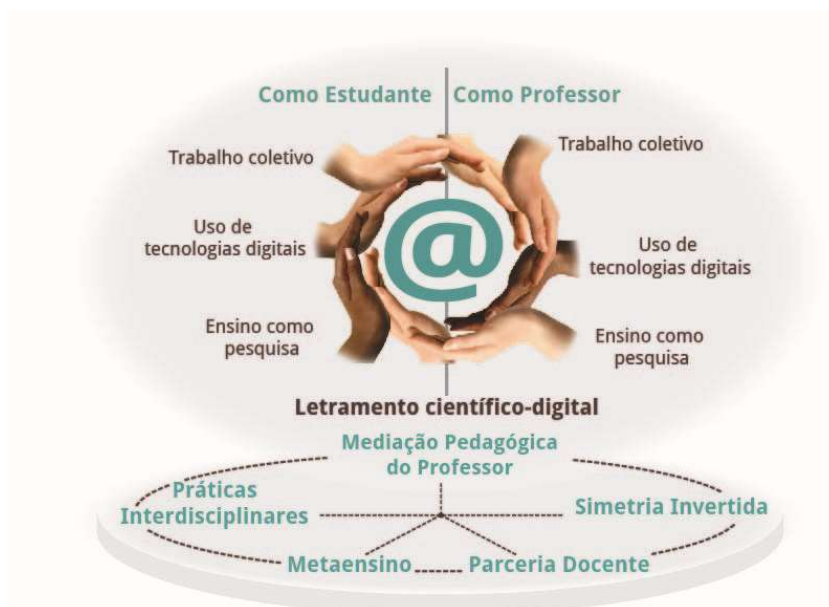 Como Estudante
Como Professor
Trabalho coletivo
Trabalho coletivo
Uso de
tecnologias digitais
Uso de
tecnologias digitais
Ensino como
pesquisa
Ensino como
pesquisa
@
Letramento científico-digital
Mediação Pedagógica
do Professor
Práticas
Interdisciplinares
Simetria Invertida
Metaensino
Parceria Docente